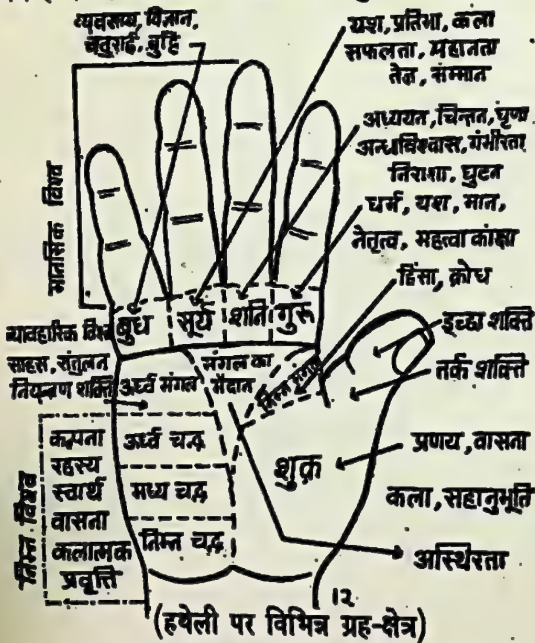 व्यवसाय, विज्ञान,
चतुराई, बुद्धि
यश, प्रतिभा, कला
सफलता, महानता
तेज, सम्मान
अध्ययन, चिन्तन, घृणा
अन्धविश्वास, गंभीरता
निराशा, घुटन
धर्म, यश, मान,
नेतृत्व, महत्वाकांक्षा
हिंसा, क्रोध
मानसिक विश्व
बुध
सूर्य
शनि
गुरू
इच्छा शक्ति
तर्क शक्ति
व्यावहारिक विश्व
साहस, संतुलन
नियन्त्रण शक्ति
उर्ध्व मंगल
मंगल का
मैदान
निम्न मंगल
निम्न विश्व
कल्पना
रहस्य
स्वार्थ
वासना
कलात्मक
प्रवृत्ति
उर्ध्व चन्द्र
मध्य चन्द्र
निम्न चन्द्र
शुक्र
प्रणय, वासना
कला, सहानुभूति
अस्थिरता
12
(हथेली पर विभिन्न ग्रह-क्षेत्र)